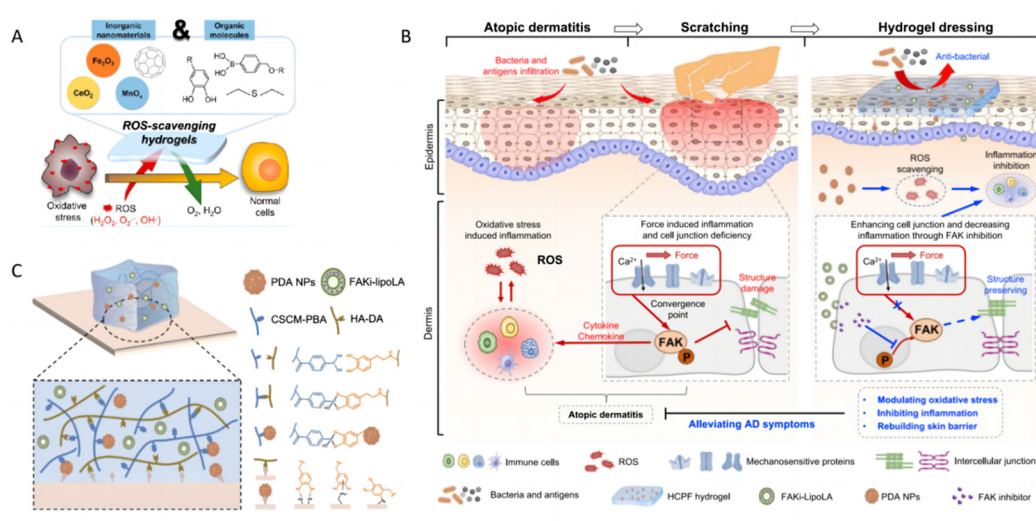 A
Inorganic
nanomaterials
&
Organic
molecules
Fe₂O₃
CeO₂
MnOₓ
R
HO
OH
HO
B
HO
O–R
S
ROS-scavenging
hydrogels
Oxidative
stress
ROS
(H₂O₂, O₂·⁻, OH·)
O₂, H₂O
Normal
cells
B
Atopic dermatitis
Scratching
Hydrogel dressing
Bacteria and
antigens infiltration
Anti-bacterial
Epidermis
ROS
scavenging
Inflammation
inhibition
Dermis
Oxidative stress
induced inflammation
ROS
Cytokine
Chemokine
Force induced inflammation
and cell junction deficiency
Ca²⁺
Force
Structure
damage
Convergence
point
FAK
P
Enhancing cell junction and decreasing
inflammation through FAK inhibition
Ca²⁺
Force
Structure
preserving
FAK
P
Atopic dermatitis
Alleviating AD symptoms
• Modulating oxidative stress
• Inhibiting inflammation
• Rebuilding skin barrier
Immune cells
ROS
Mechanosensitive proteins
Intercellular junction
Bacteria and antigens
HCPF hydrogel
FAKi-LipoLA
PDA NPs
FAK inhibitor
C
PDA NPs
FAKi-lipoLA
CSCM-PBA
HA-DA